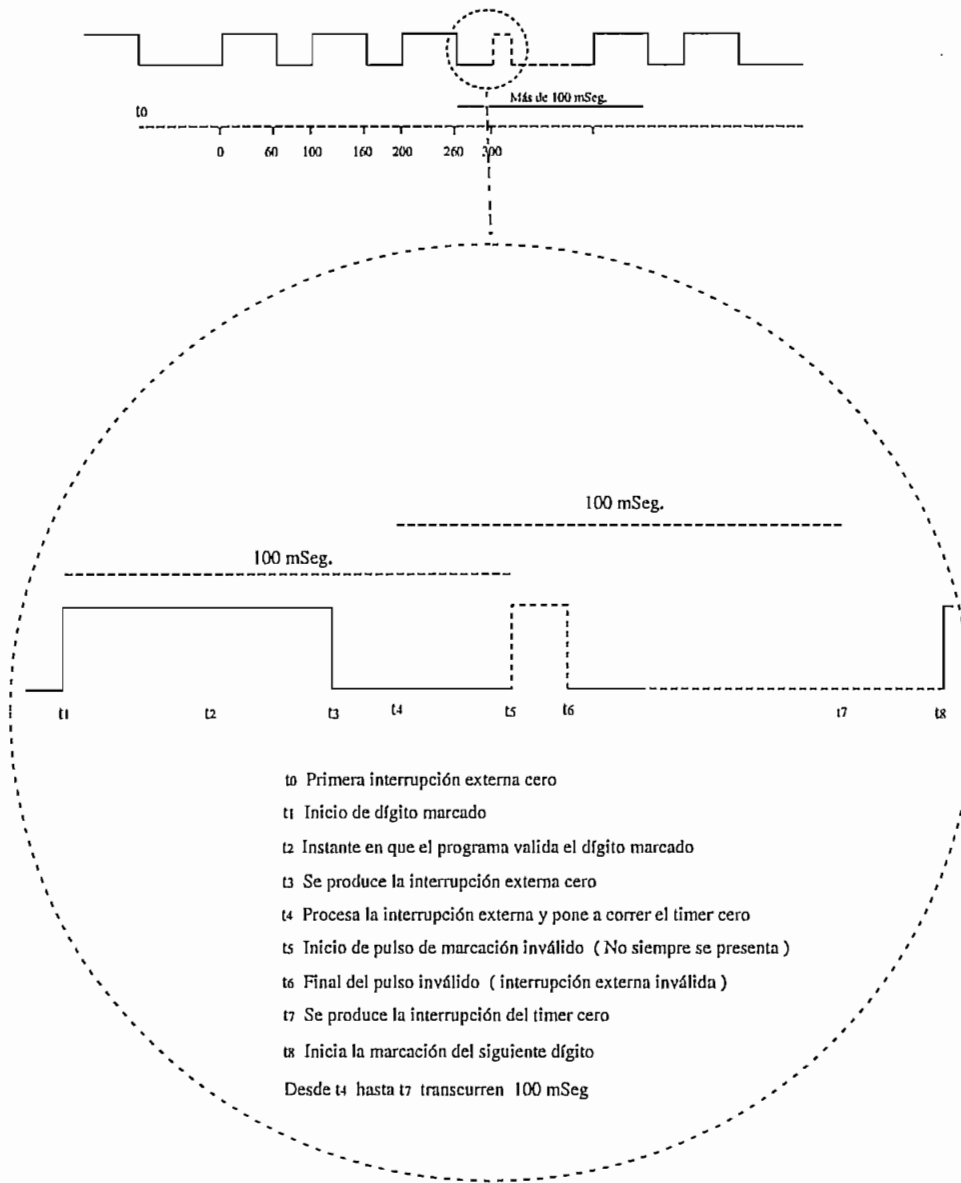 Más de 100 mSeg.
t0
0 60 100 160 200 260 300
100 mSeg.
100 mSeg.
t1 t2 t3 t4 t5 t6 t7 t8
t0 Primera interrupción externa cero
t1 Inicio de dígito marcado
t2 Instante en que el programa valida el dígito marcado
t3 Se produce la interrupción externa cero
t4 Procesa la interrupción externa y pone a correr el timer cero
t5 Inicio de pulso de marcación inválido ( No siempre se presenta )
t6 Final del pulso inválido ( interrupción externa inválida )
t7 Se produce la interrupción del timer cero
t8 Inicia la marcación del siguiente dígito
Desde t4 hasta t7 transcurren 100 mSeg